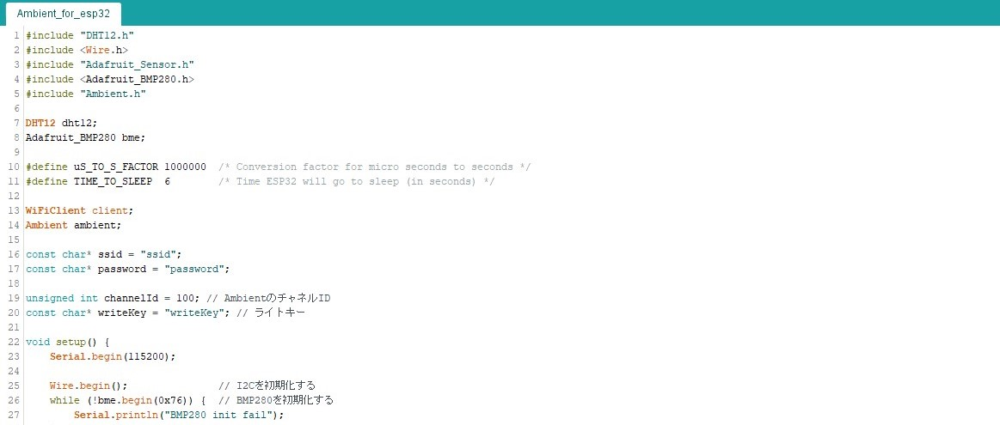 Ambient_for_esp32
1 #include "DHT12.h"
2 #include <Wire.h>
3 #include "Adafruit_Sensor.h"
4 #include <Adafruit_BMP280.h>
5 #include "Ambient.h"
6
7 DHT12 dht12;
8 Adafruit_BMP280 bme;
9
10 #define uS_TO_S_FACTOR 1000000  /* Conversion factor for micro seconds to seconds */
11 #define TIME_TO_SLEEP  6        /* Time ESP32 will go to sleep (in seconds) */
12
13 WiFiClient client;
14 Ambient ambient;
15
16 const char* ssid = "ssid";
17 const char* password = "password";
18
19 unsigned int channelId = 100; // AmbientのチャネルID
20 const char* writeKey = "writeKey"; // ライトキー
21
22 void setup() {
23     Serial.begin(115200);
24
25     Wire.begin();               // I2Cを初期化する
26     while (!bme.begin(0x76)) {  // BMP280を初期化する
27         Serial.println("BMP280 init fail");